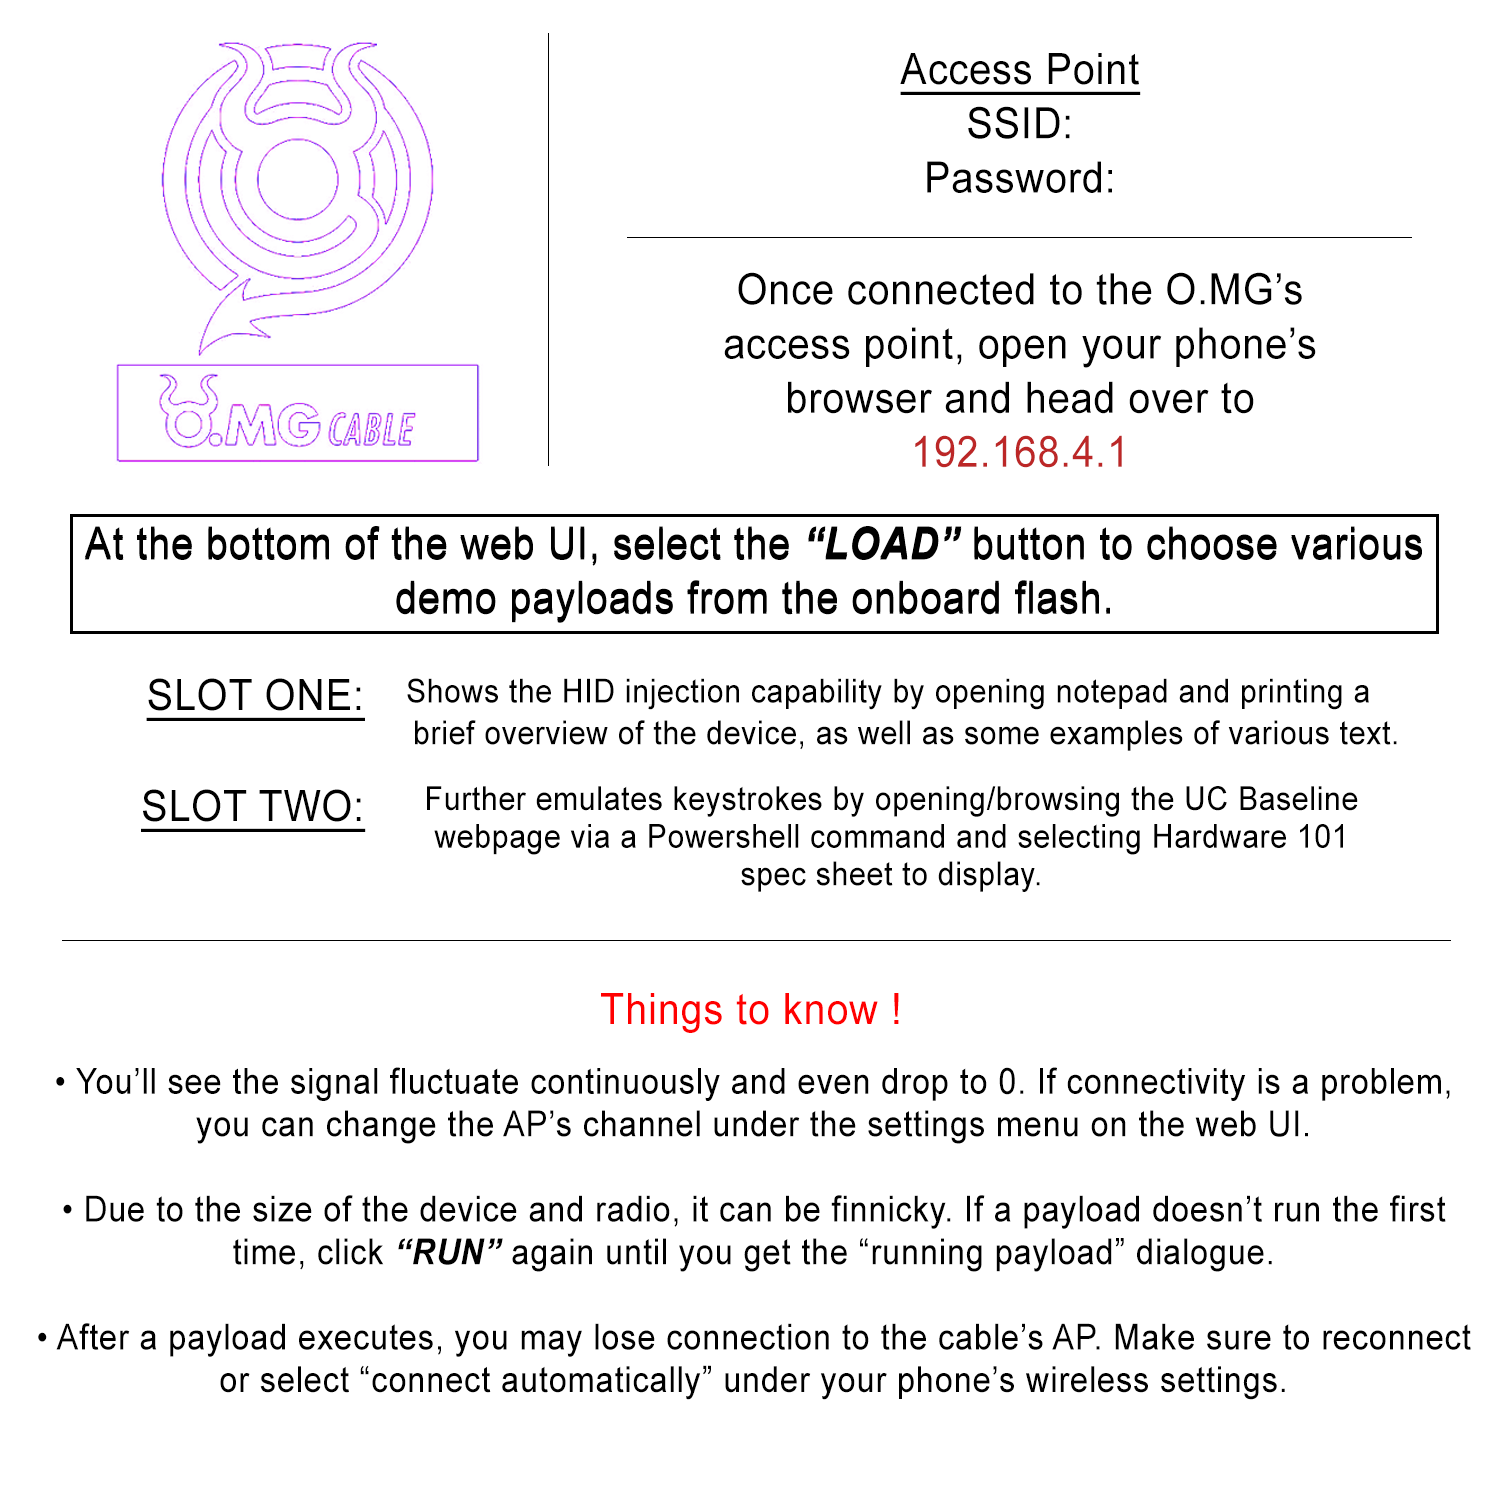 O.MG CABLE
Access Point
SSID:
Password:
Once connected to the O.MG’s
access point, open your phone’s
browser and head over to
192.168.4.1
At the bottom of the web UI, select the “LOAD” button to choose various
demo payloads from the onboard flash.
SLOT ONE:
Shows the HID injection capability by opening notepad and printing a
brief overview of the device, as well as some examples of various text.
SLOT TWO:
Further emulates keystrokes by opening/browsing the UC Baseline
webpage via a Powershell command and selecting Hardware 101
spec sheet to display.
Things to know !
• You’ll see the signal fluctuate continuously and even drop to 0. If connectivity is a problem,
you can change the AP’s channel under the settings menu on the web UI.
• Due to the size of the device and radio, it can be finnicky. If a payload doesn’t run the first
time, click “RUN” again until you get the “running payload” dialogue.
• After a payload executes, you may lose connection to the cable’s AP. Make sure to reconnect
or select “connect automatically” under your phone’s wireless settings.